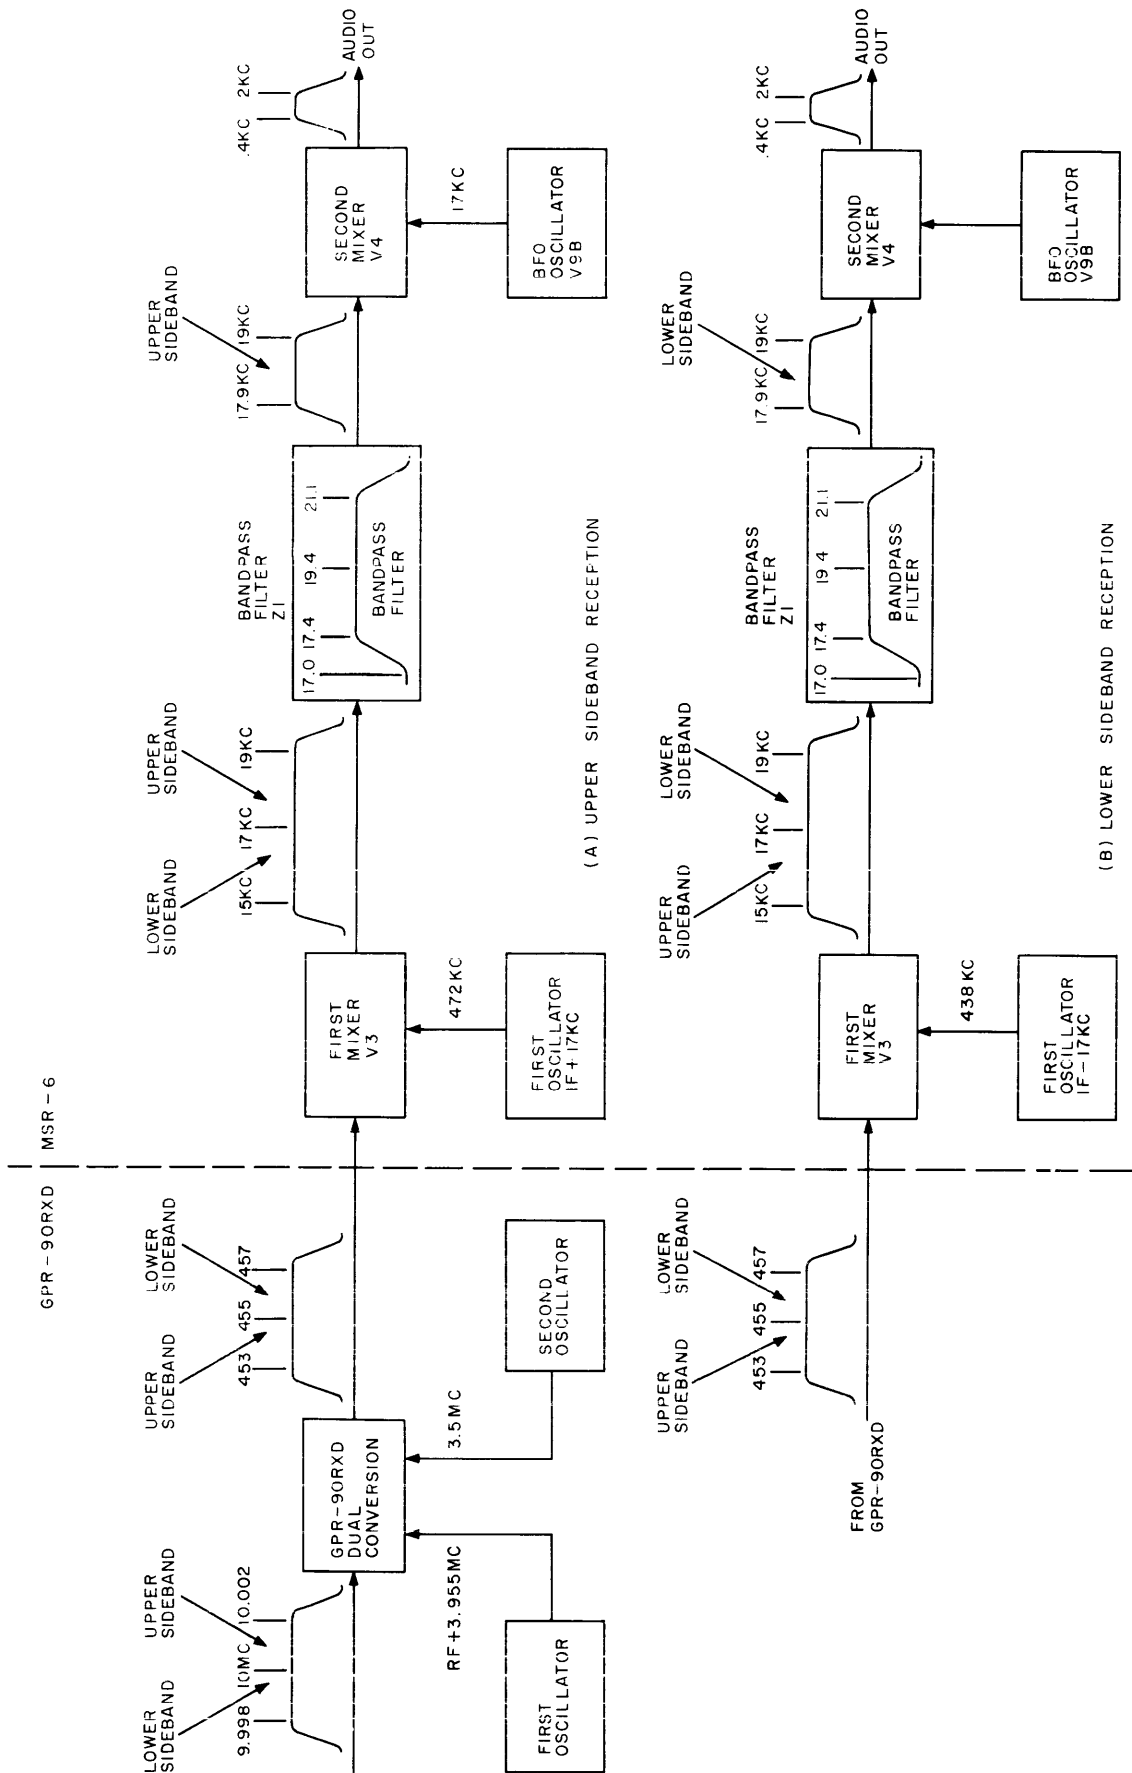 GPR-90RXD
MSR-6
LOWER
SIDEBAND
UPPER
SIDEBAND
9.998
10MC
10.002
GPR-90RXD
DUAL
CONVERSION
RF+3.955MC
FIRST
OSCILLATOR
3.5MC
SECOND
OSCILLATOR
UPPER
SIDEBAND
LOWER
SIDEBAND
453
455
457
FIRST
MIXER
V3
472KC
FIRST
OSCILLATOR
IF+17KC
LOWER
SIDEBAND
UPPER
SIDEBAND
15KC
17KC
19KC
BANDPASS
FILTER
Z1
17.0
17.4
19.4
21.1
BANDPASS
FILTER
UPPER
SIDEBAND
17.9KC
19KC
SECOND
MIXER
V4
17KC
BFO
OSCILLATOR
V9B
.4KC
2KC
AUDIO
OUT
(A) UPPER SIDEBAND RECEPTION
FROM
GPR-90RXD
UPPER
SIDEBAND
LOWER
SIDEBAND
453
455
457
FIRST
MIXER
V3
438KC
FIRST
OSCILLATOR
IF-17KC
UPPER
SIDEBAND
LOWER
SIDEBAND
15KC
17KC
19KC
BANDPASS
FILTER
Z1
17.0
17.4
19 4
21.1
BANDPASS
FILTER
LOWER
SIDEBAND
17.9KC
19KC
SECOND
MIXER
V4
BFO
OSCILLATOR
V9B
.4KC
2KC
AUDIO
OUT
(B) LOWER SIDEBAND RECEPTION